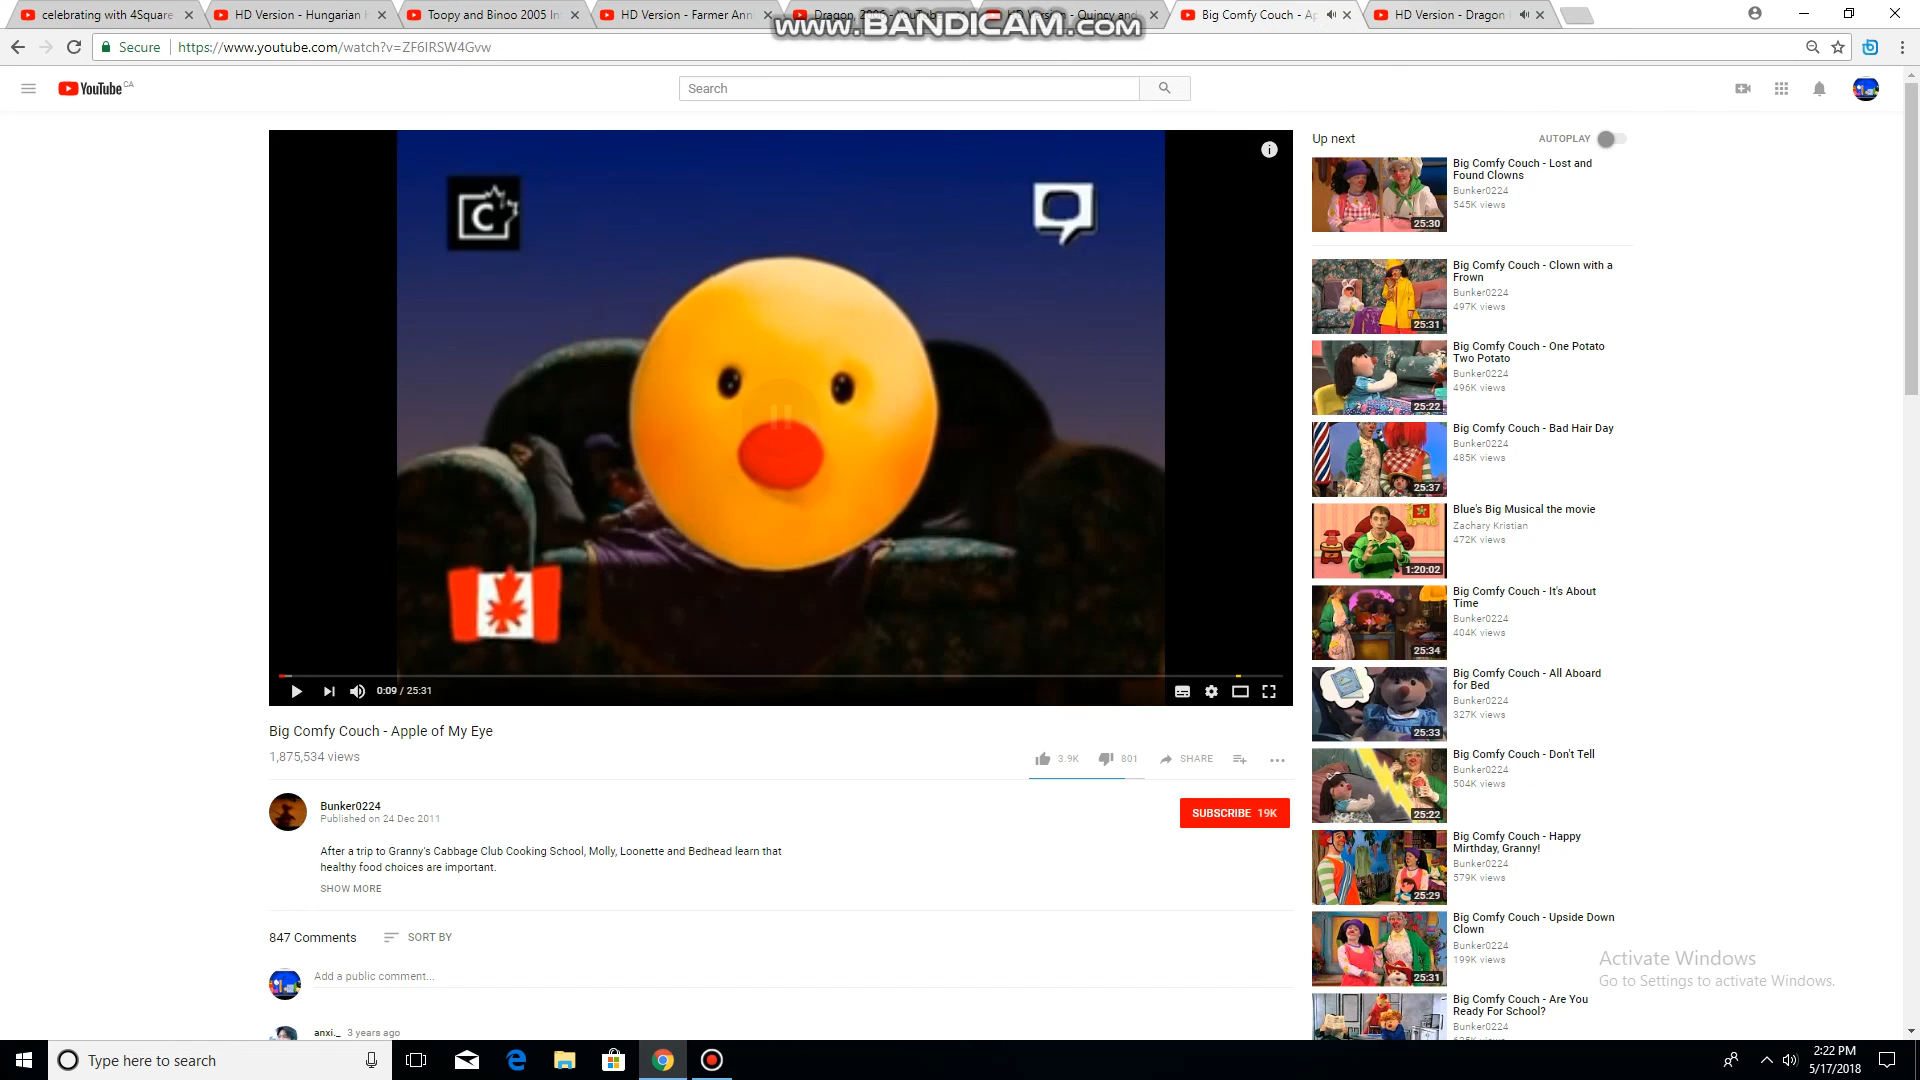 celebrating with 4Square
HD Version - Hungarian
Toopy and Binoo 2005 In
HD Version - Farmer Ann
Big Comfy Couch - Ap
HD Version - Dragon
www.BANDICAM.com
Secure
https://www.youtube.com/watch?v=ZF6IRSW4Gvw
YouTube CA
Search
C
0:09 / 25:31
Big Comfy Couch - Apple of My Eye
1,875,534 views
3.9K
801
SHARE
Bunker0224
Published on 24 Dec 2011
SUBSCRIBE 19K
After a trip to Granny's Cabbage Club Cooking School, Molly, Loonette and Bedhead learn that
healthy food choices are important.
SHOW MORE
847 Comments
SORT BY
Add a public comment...
anxi._ 3 years ago
Up next
AUTOPLAY
Big Comfy Couch - Lost and
Found Clowns
Bunker0224
545K views
25:30
Big Comfy Couch - Clown with a
Frown
Bunker0224
497K views
25:31
Big Comfy Couch - One Potato
Two Potato
Bunker0224
496K views
25:22
Big Comfy Couch - Bad Hair Day
Bunker0224
485K views
25:37
Blue's Big Musical the movie
Zachary Kristian
472K views
1:20:02
Big Comfy Couch - It's About
Time
Bunker0224
404K views
25:34
Big Comfy Couch - All Aboard
for Bed
Bunker0224
327K views
25:33
Big Comfy Couch - Don't Tell
Bunker0224
504K views
25:22
Big Comfy Couch - Happy
Mirthday, Granny!
Bunker0224
579K views
25:29
Big Comfy Couch - Upside Down
Clown
Bunker0224
199K views
25:31
Big Comfy Couch - Are You
Ready For School?
Bunker0224
Activate Windows
Go to Settings to activate Windows.
Type here to search
2:22 PM
5/17/2018